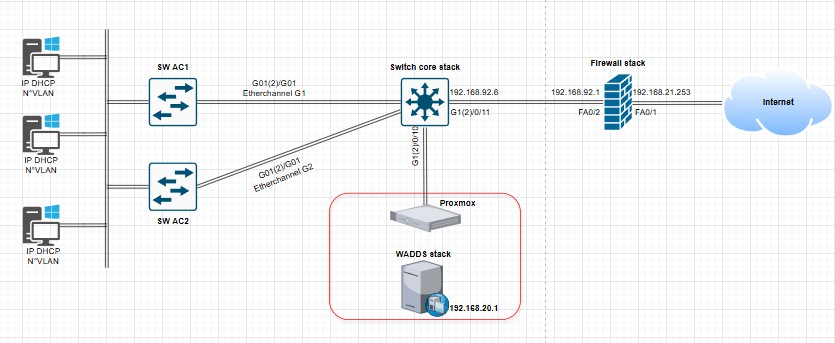 IP DHCP
N°VLAN
IP DHCP
N°VLAN
IP DHCP
N°VLAN
SW AC1
SW AC2
G01(2)/G01
Etherchannel G1
G01(2)/G01
Etherchannel G2
Switch core stack
192.168.92.6
G1(2)/0/11
G1(2)/0/10
Proxmox
WADDS stack
192.168.20.1
Firewall stack
192.168.92.1
FA0/2
192.168.21.253
FA0/1
Internet